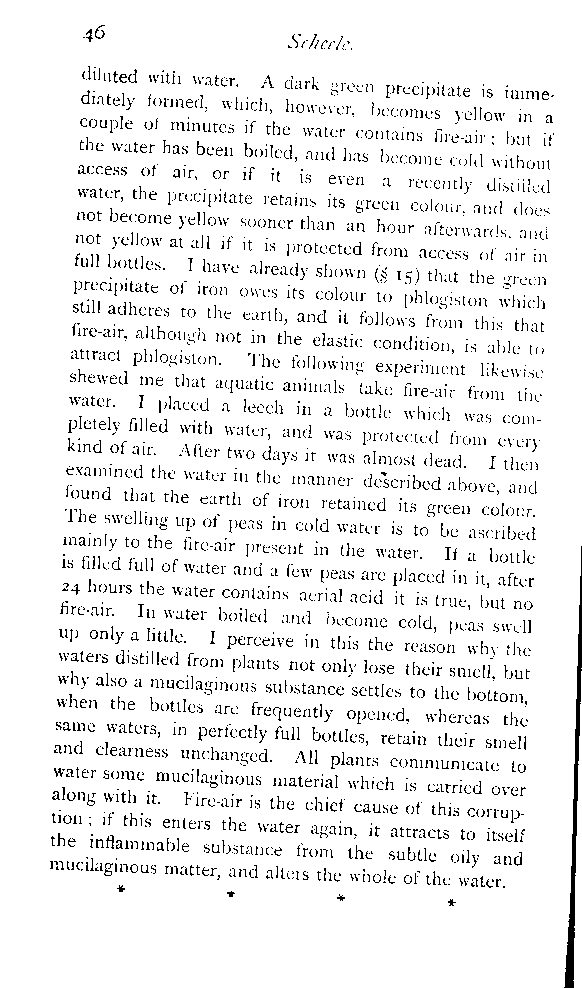 46
Scheele.
diluted with water. A dark green precipitate is imme-
diately formed, which, however, becomes yellow in a
couple of minutes if the water contains fire-air; but if
the water has been boiled, and has become cold without
access of air, or if it is even a recently distilled
water, the precipitate retains its green colour, and does
not become yellow sooner than an hour afterwards, and
not yellow at all if it is protected from access of air in
full bottles. I have already shown (§ 15) that the green
precipitate of iron owes its colour to phlogiston which
still adheres to the earth, and it follows from this that
fire-air, although not in the elastic condition, is able to
attract phlogiston. The following experiment likewise
shewed me that aquatic animals take fire-air from the
water. I placed a leech in a bottle which was com-
pletely filled with water, and was protected from every
kind of air. After two days it was almost dead. I then
examined the water in the manner described above, and
found that the earth of iron retained its green colour.
The swelling up of peas in cold water is to be ascribed
mainly to the fire-air present in the water. If a bottle
is filled full of water and a few peas are placed in it, after
24 hours the water contains aerial acid it is true, but no
fire-air. In water boiled and become cold, peas swell
up only a little. I perceive in this the reason why the
waters distilled from plants not only lose their smell, but
why also a mucilaginous substance settles to the bottom,
when the bottles are frequently opened, whereas the
same waters, in perfectly full bottles, retain their smell
and clearness unchanged. All plants communicate to
water some mucilaginous material which is carried over
along with it. Fire-air is the chief cause of this corrup-
tion; if this enters the water again, it attracts to itself
the inflammable substance from the subtle oily and
mucilaginous matter, and alters the whole of the water.
* * * *